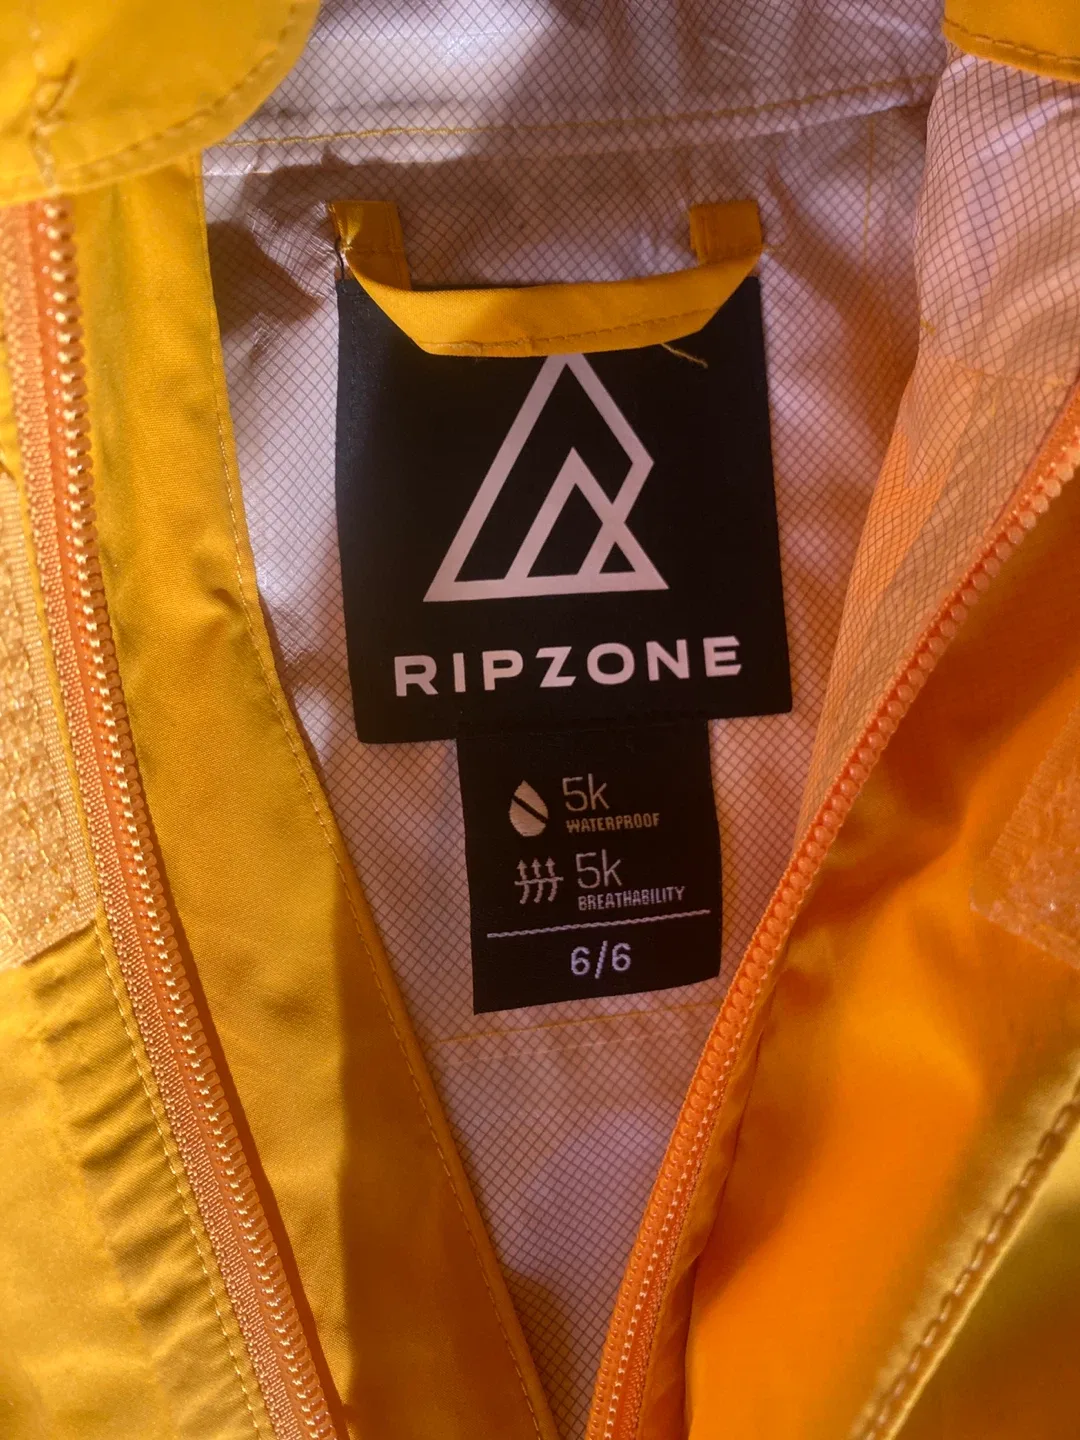 RIPZONE
5k
WATERPROOF
5k
BREATHABILITY
6/6